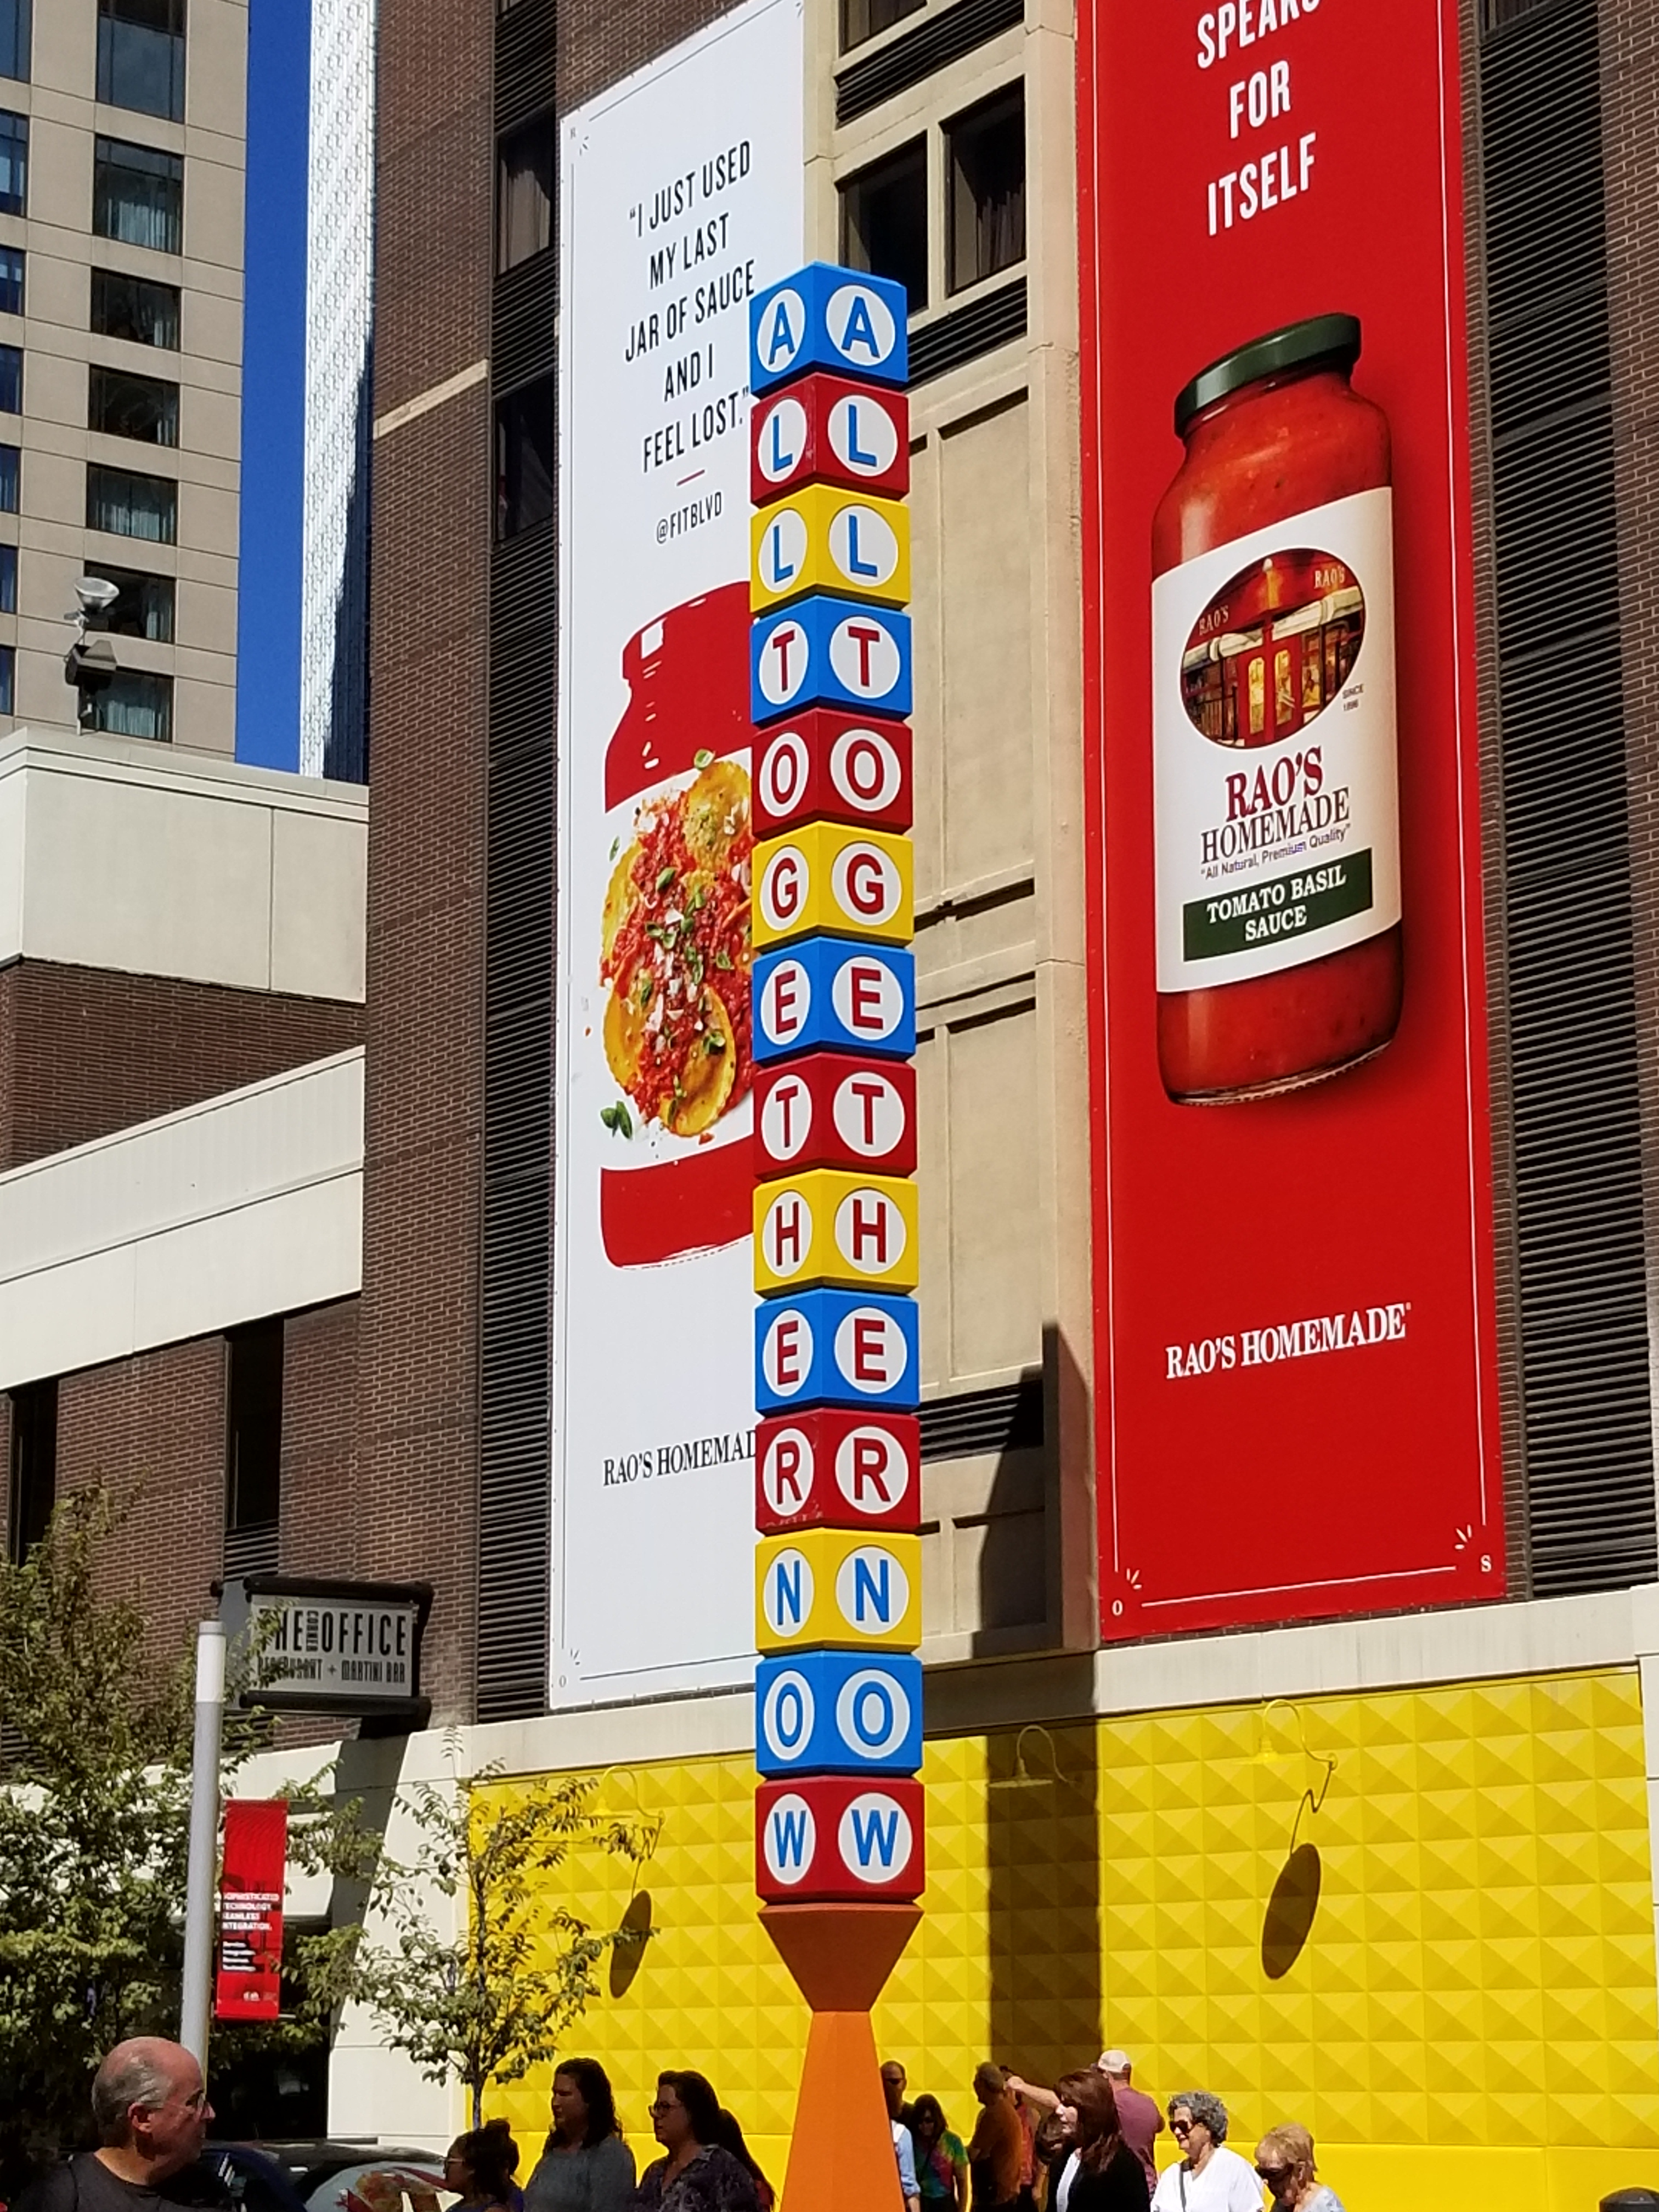 "I JUST USED
MY LAST
JAR OF SAUCE
AND I
FEEL LOST."
@FITBLVD
RAO'S HOMEMAD
A A
L L
L L
T T
O O
G G
E E
T T
H H
E E
R R
N N
O O
W W
SPEAKS
FOR
ITSELF
RAO'S RAO'S
SINCE
1896
RAO'S
HOMEMADE
"All Natural, Premium Quality"
TOMATO BASIL
SAUCE
RAO'S HOMEMADE®
O S
R
O
THE CORNER OFFICE
RESTAURANT + MARTINI BAR
SOPHISTICATED
TECHNOLOGY.
SEAMLESS
INTEGRATION.